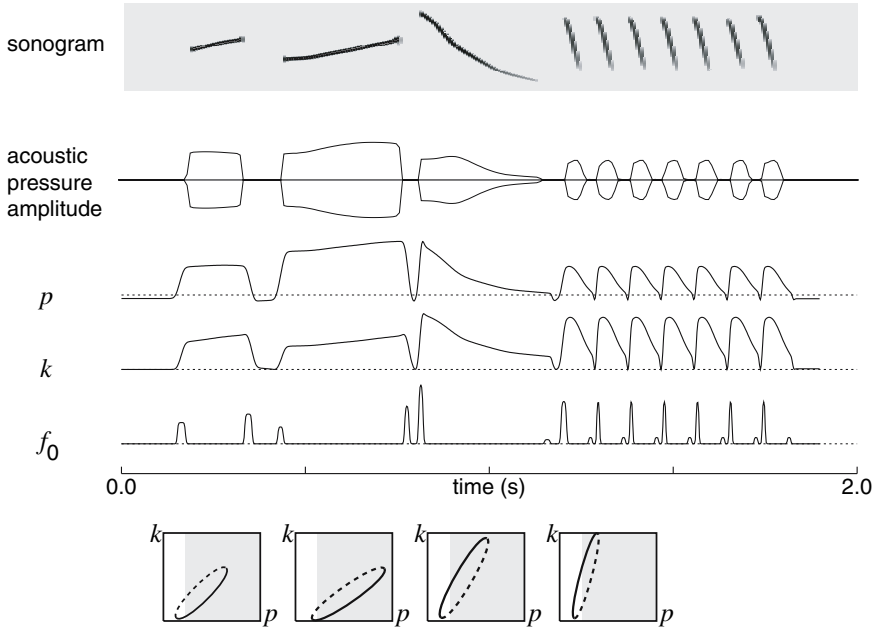 sonogram
acoustic
pressure
amplitude
p
k
f0
0.0 time (s) 2.0
k k k k
p p p p